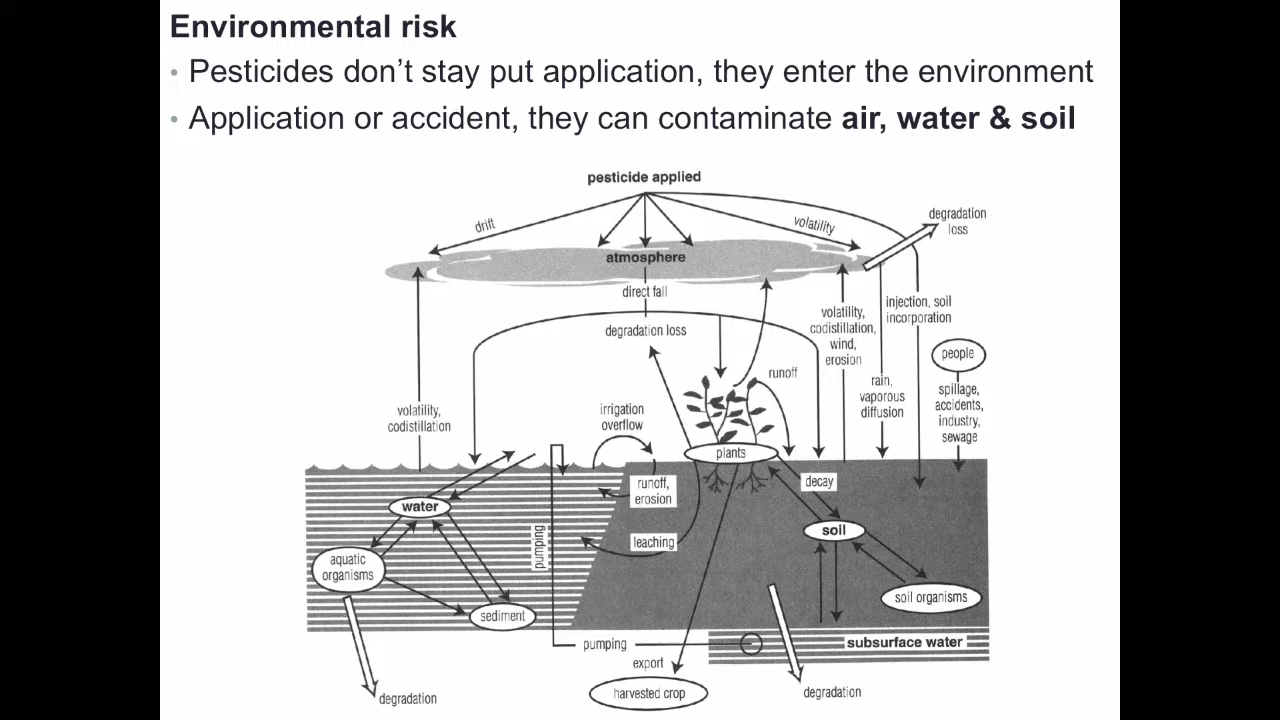 Environmental risk
• Pesticides don’t stay put application, they enter the environment
• Application or accident, they can contaminate air, water & soil
pesticide applied
drift
volatility
degradation
loss
atmosphere
direct fall
degradation loss
injection, soil
incorporation
volatility,
codistillation,
wind,
erosion
people
runoff
rain,
vaporous
diffusion
spillage,
accidents,
industry,
sewage
volatility,
codistillation
irrigation
overflow
plants
decay
runoff,
erosion
water
pumping
leaching
soil
aquatic
organisms
soil organisms
sediment
pumping
subsurface water
export
harvested crop
degradation
degradation